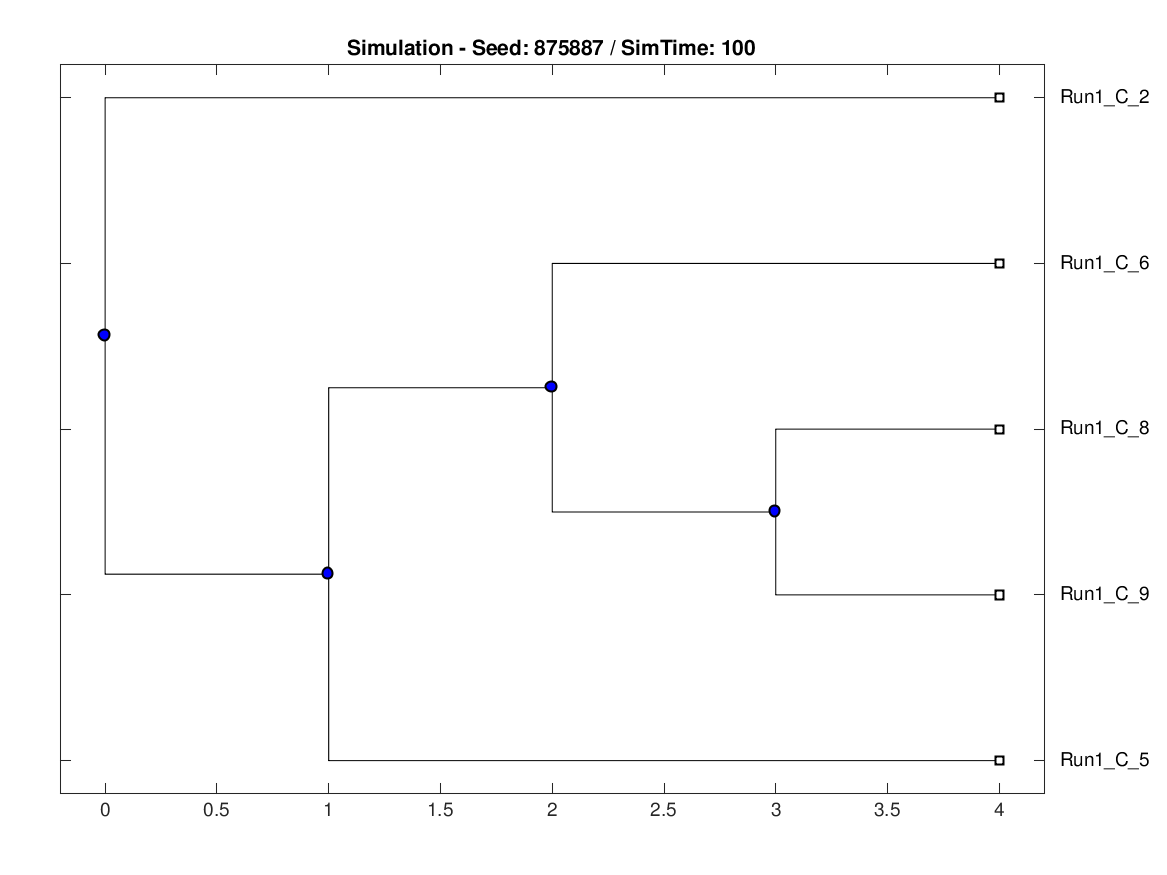 Simulation - Seed: 875887 / SimTime: 100
Run1_C_2
Run1_C_6
Run1_C_8
Run1_C_9
Run1_C_5
0 0.5 1 1.5 2 2.5 3 3.5 4